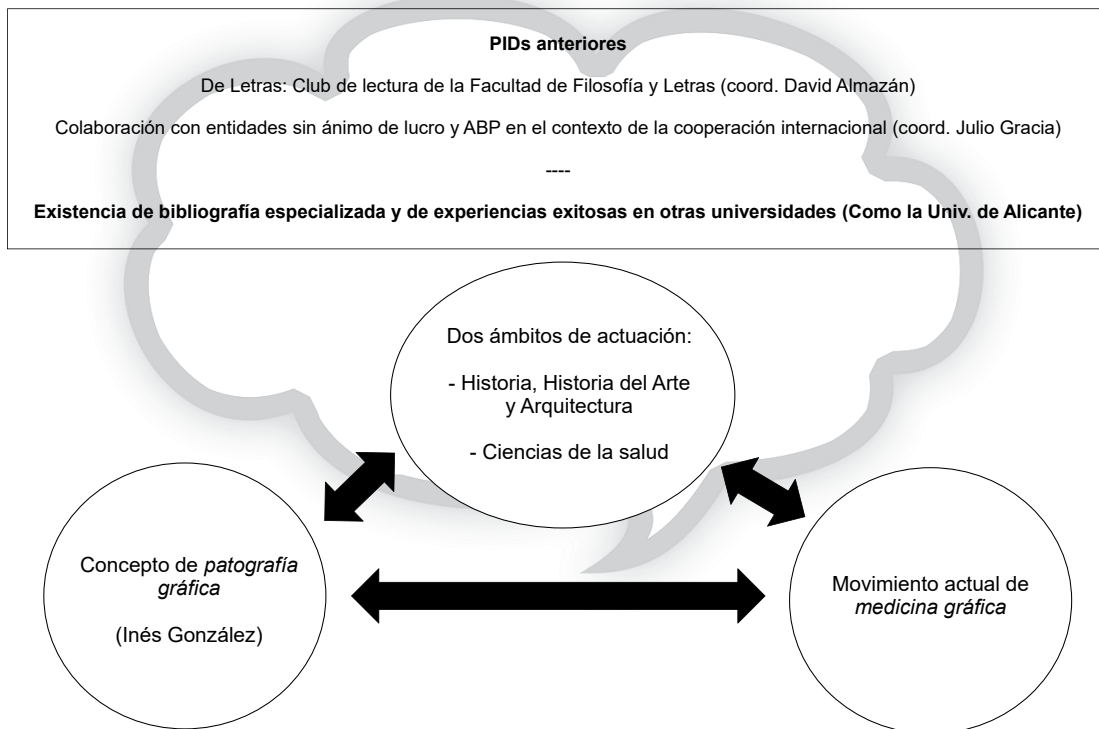 PIDs anteriores
De Letras: Club de lectura de la Facultad de Filosofía y Letras (coord. David Almazán)
Colaboración con entidades sin ánimo de lucro y ABP en el contexto de la cooperación internacional (coord. Julio Gracia)
----
Existencia de bibliografía especializada y de experiencias exitosas en otras universidades (Como la Univ. de Alicante)
Dos ámbitos de actuación:
- Historia, Historia del Arte
y Arquitectura
- Ciencias de la salud
Concepto de patografía
gráfica
(Inés González)
Movimiento actual de
medicina gráfica